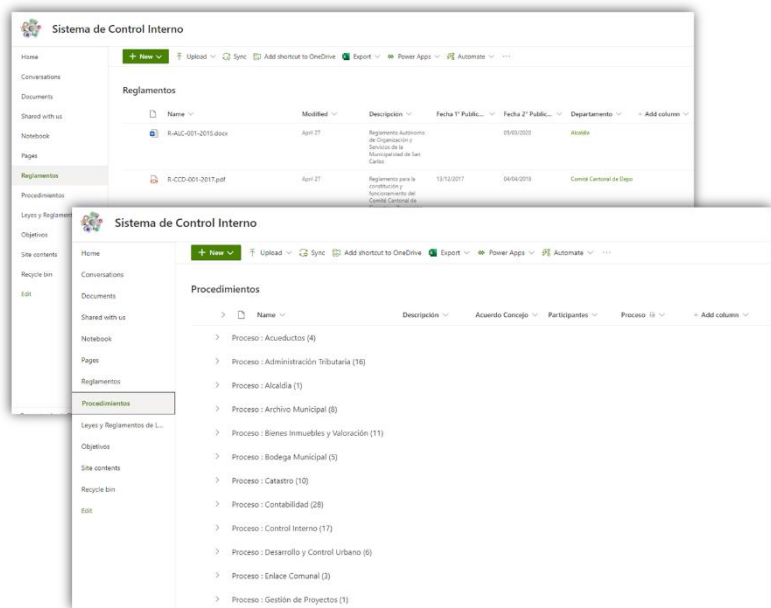 Sistema de Control Interno
Home
Conversations
Documents
Shared with us
Notebook
Pages
Reglamentos
Procedimientos
Leyes y Reglament
Objetivos
Site contents
Recycle bin
Edit
+ New Upload Sync Add shortcut to OneDrive Export Power Apps Automate ...
Reglamentos
Name Modified Descripción Fecha 1° Public... Fecha 2° Public... Departamento + Add column
R-ALC-001-2015.docx April 27 Reglamento Autónomo 05/03/2020 Alcaldía
de Organización y
Servicios de la
Municipalidad de San
Carlos
R-CCD-001-2017.pdf April 27 Reglamento para la 13/12/2017 04/04/2019 Comité Cantonal de Depo
constitución y
funcionamiento del
Comité Cantonal de
Sistema de Control Interno
Home
Conversations
Documents
Shared with us
Notebook
Pages
Reglamentos
Procedimientos
Leyes y Reglamentos de L...
Objetivos
Site contents
Recycle bin
Edit
+ New Upload Sync Add shortcut to OneDrive Export Power Apps Automate ...
Procedimientos
Name Descripción Acuerdo Concejo Participantes Proceso + Add column
Proceso : Acueductos (4)
Proceso : Administración Tributaria (16)
Proceso : Alcaldía (1)
Proceso : Archivo Municipal (8)
Proceso : Bienes Inmuebles y Valoración (11)
Proceso : Bodega Municipal (5)
Proceso : Catastro (10)
Proceso : Contabilidad (28)
Proceso : Control Interno (17)
Proceso : Desarrollo y Control Urbano (6)
Proceso : Enlace Comunal (3)
Proceso : Gestión de Proyectos (1)